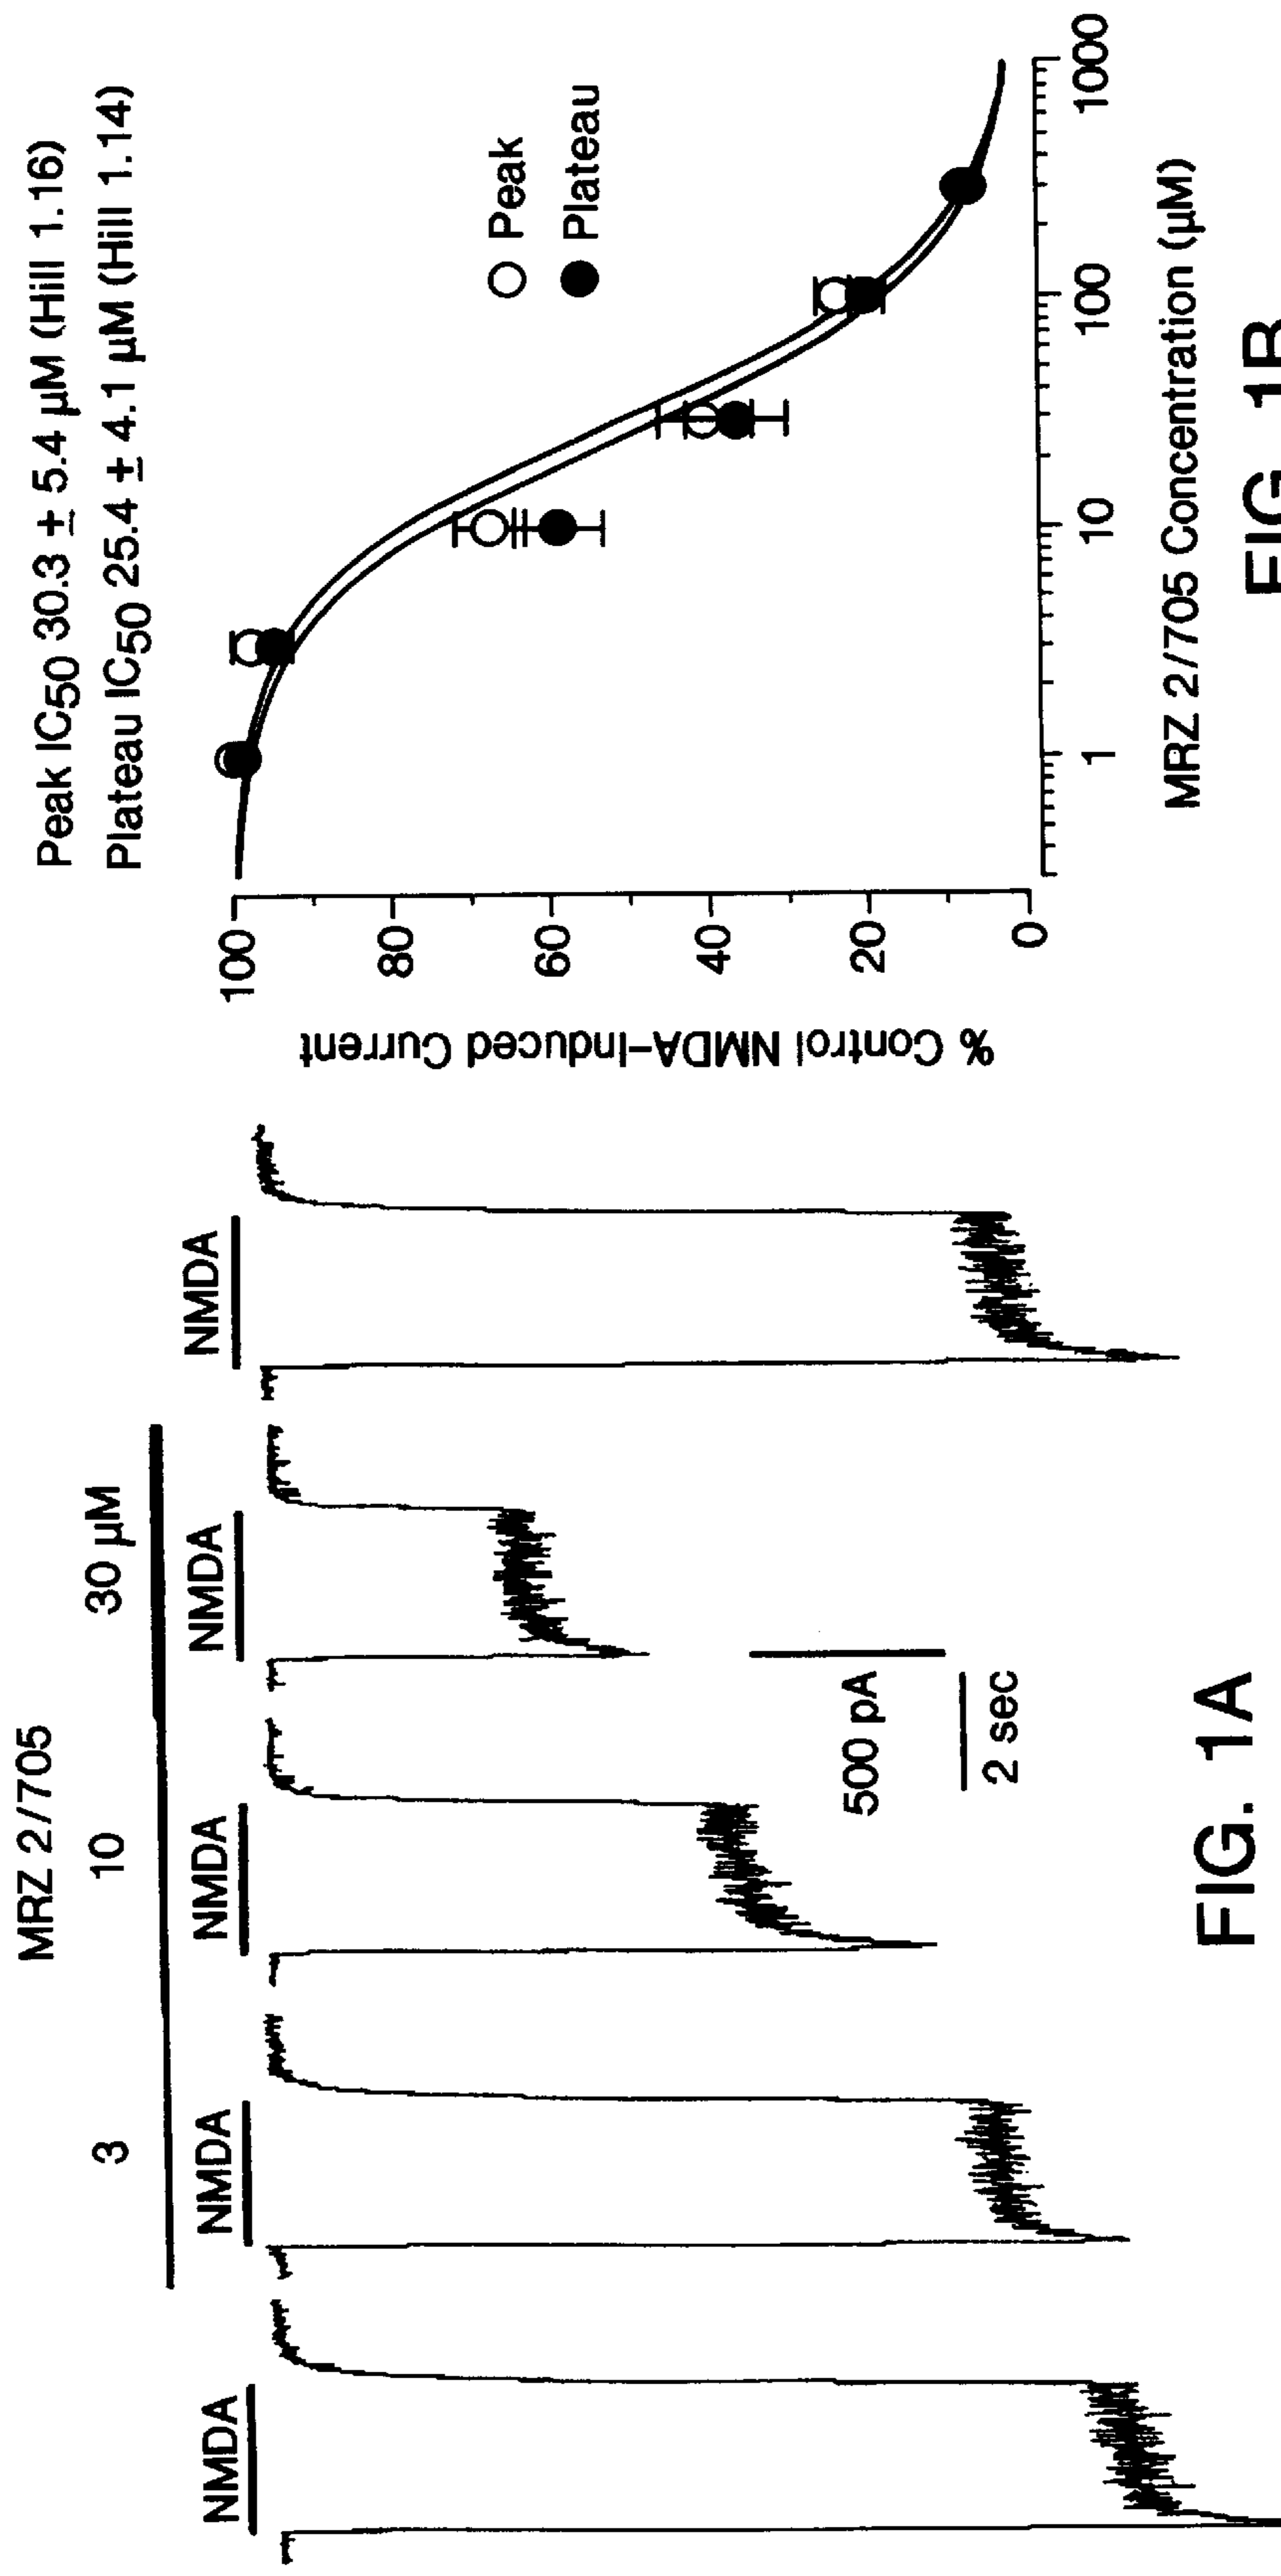 MRZ 2/705
3
10
30 µM
NMDA
NMDA
NMDA
NMDA
NMDA
500 pA
2 sec
FIG. 1A
Peak IC50 30.3 ± 5.4 µM (Hill 1.16)
Plateau IC50 25.4 ± 4.1 µM (Hill 1.14)
Peak
Plateau
% Control NMDA-Induced Current
100
80
60
40
20
0
1
10
100
1000
MRZ 2/705 Concentration (µM)
FIG. 1B